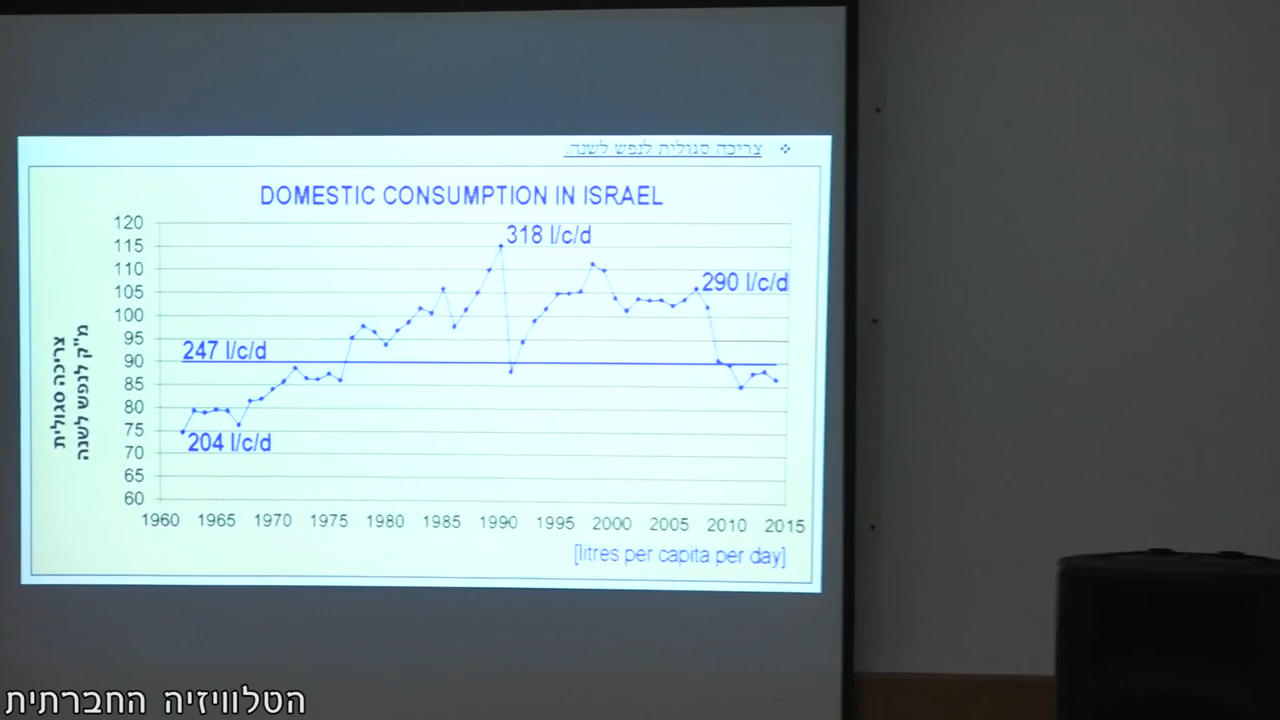 ❖ צריכה סגולית לנפש לשנה:
DOMESTIC CONSUMPTION IN ISRAEL
צריכה סגולית
מ"ק לנפש לשנה
120
115
110
105
100
95
90
85
80
75
70
65
60
318 l/c/d
290 l/c/d
247 l/c/d
204 l/c/d
1960 1965 1970 1975 1980 1985 1990 1995 2000 2005 2010 2015
[litres per capita per day]
הטלוויזיה החברתית